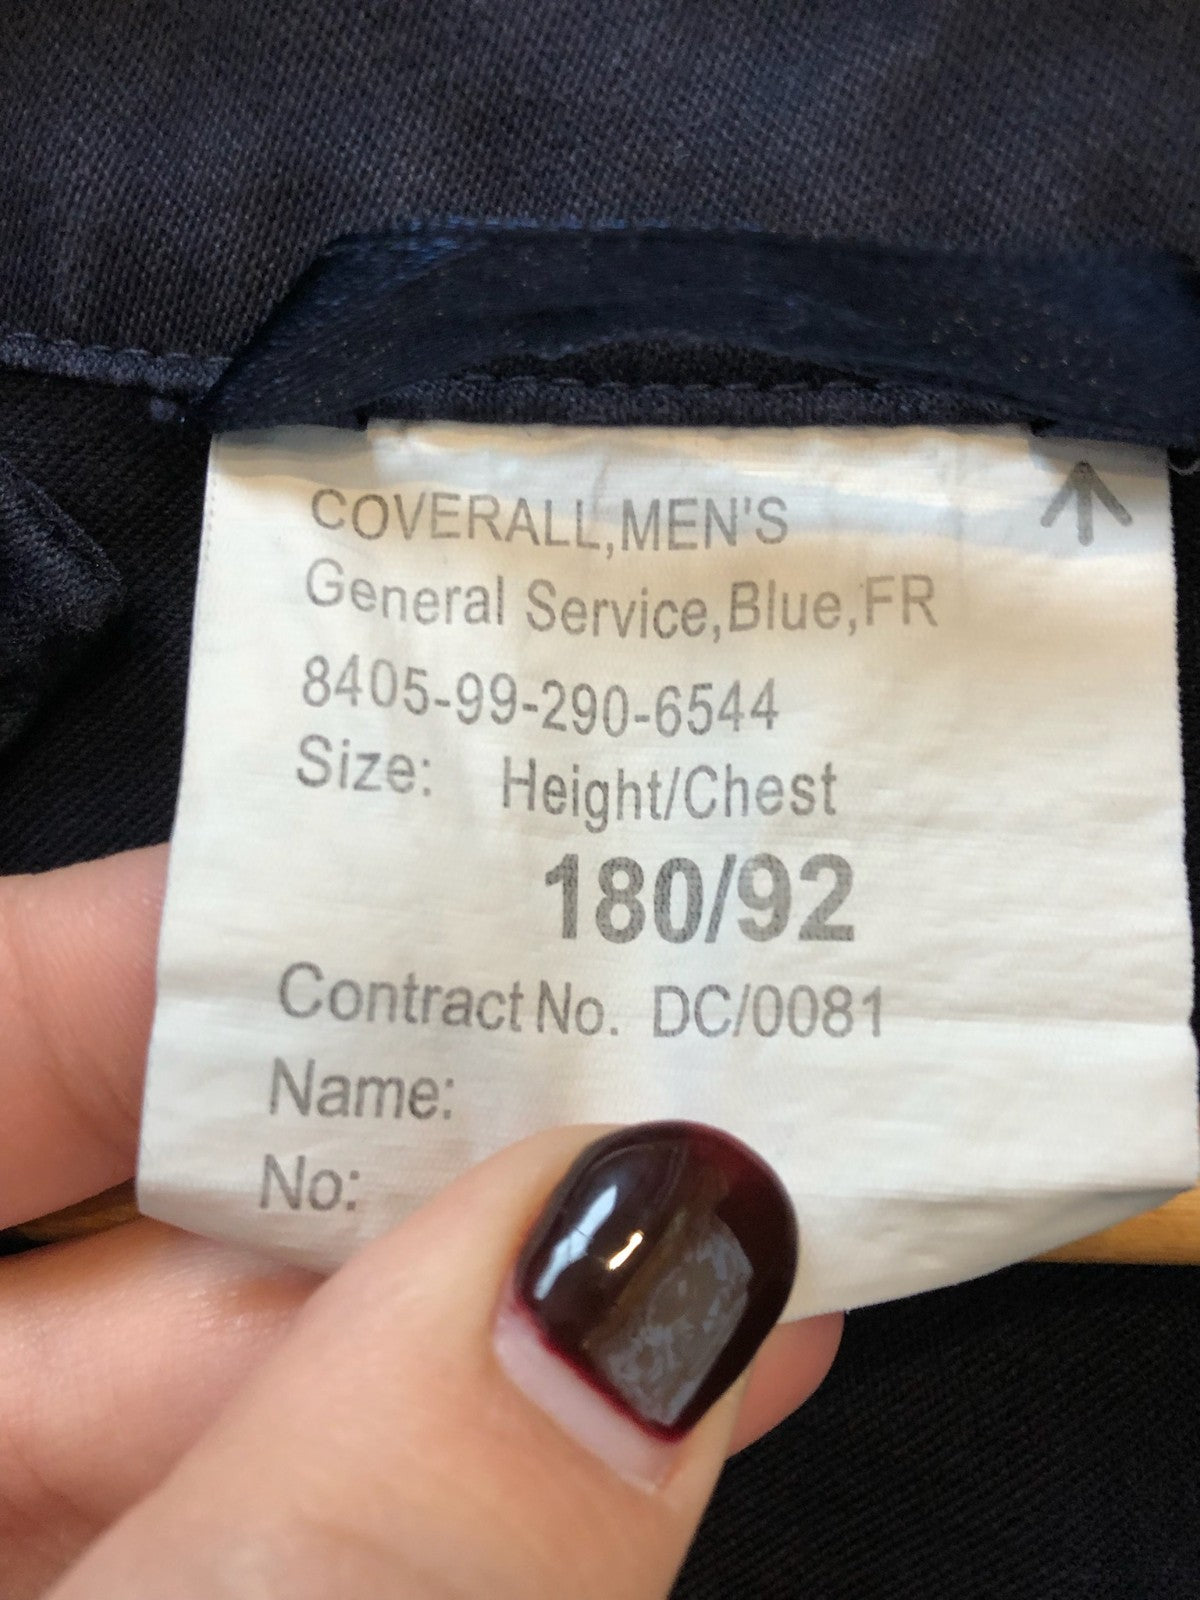 COVERALL,MEN'S
General Service,Blue,FR
8405-99-290-6544
Size: Height/Chest
180/92
Contract No. DC/0081
Name:
No: